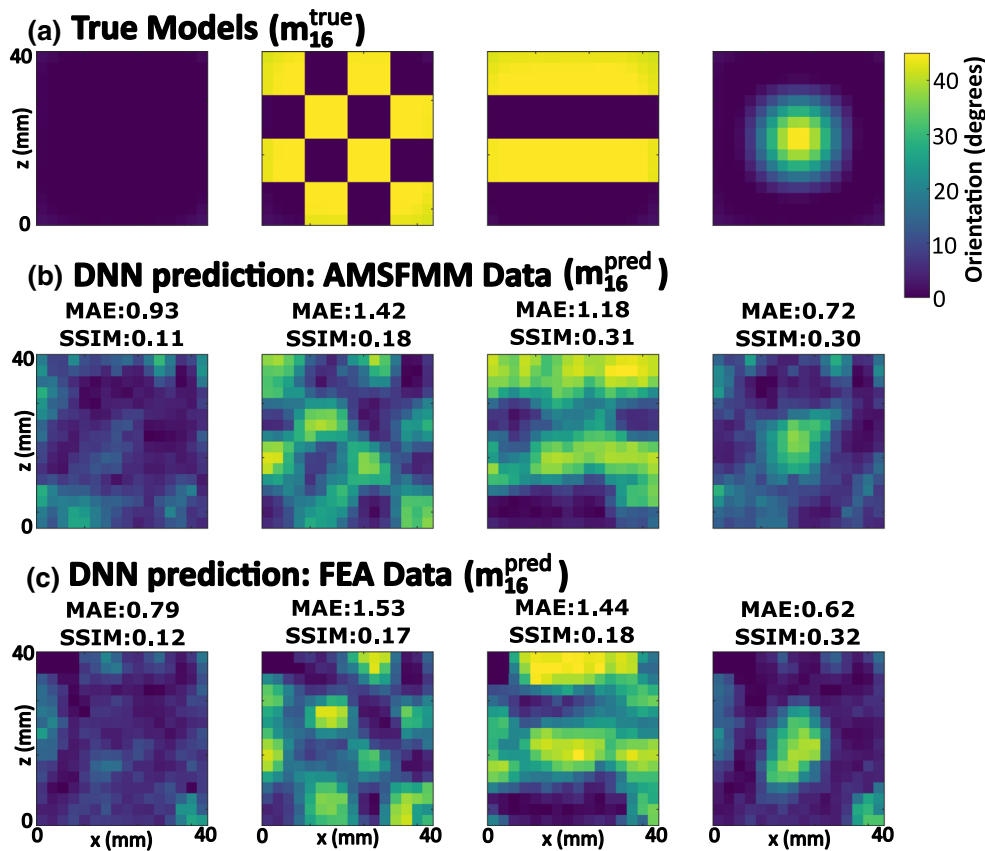 (a) True Models (m₁₆ᵗʳᵘᵉ)
40
z (mm)
0
40
30
20
10
0
Orientation (degrees)
(b) DNN prediction: AMSFMM Data (m₁₆ᵖʳᵉᵈ)
MAE:0.93 MAE:1.42 MAE:1.18 MAE:0.72
SSIM:0.11 SSIM:0.18 SSIM:0.31 SSIM:0.30
40
z (mm)
0
(c) DNN prediction: FEA Data (m₁₆ᵖʳᵉᵈ)
MAE:0.79 MAE:1.53 MAE:1.44 MAE:0.62
SSIM:0.12 SSIM:0.17 SSIM:0.18 SSIM:0.32
40
z (mm)
0
0 x (mm) 40 0 x (mm) 40 0 x (mm) 40 0 x (mm) 40